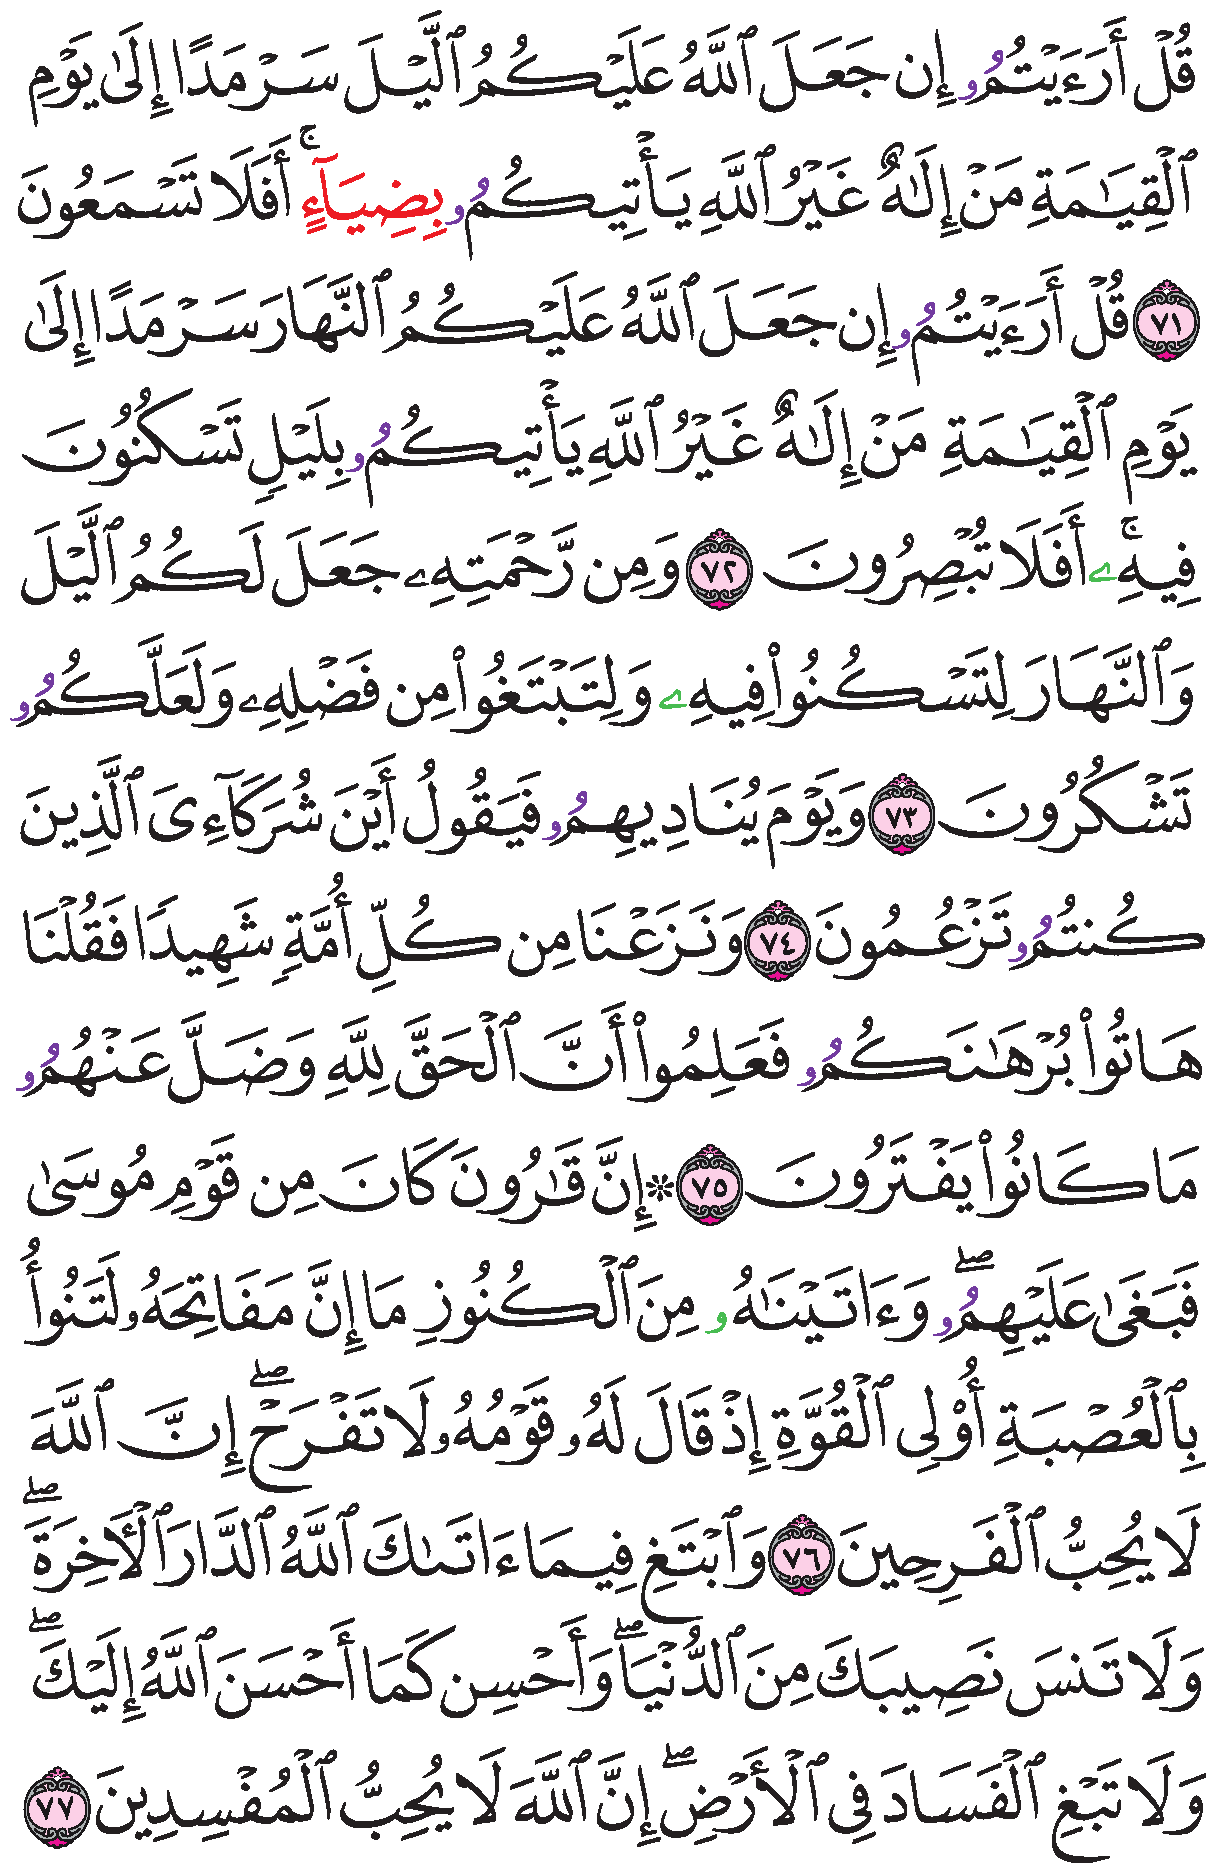 قُلْ أَرَءَيْتُمُۥ إِن جَعَلَ ٱللَّهُ عَلَيْكُمُ ٱلَّيْلَ سَرْمَدًا إِلَىٰ يَوْمِ
ٱلْقِيَٰمَةِ مَنْ إِلَٰهٌ غَيْرُ ٱللَّهِ يَأْتِيكُمُۥ بِضِيَآءٍۚ أَفَلَا تَسْمَعُونَ
٧١ قُلْ أَرَءَيْتُمُۥ إِن جَعَلَ ٱللَّهُ عَلَيْكُمُ ٱلنَّهَارَ سَرْمَدًا إِلَىٰ
يَوْمِ ٱلْقِيَٰمَةِ مَنْ إِلَٰهٌ غَيْرُ ٱللَّهِ يَأْتِيكُمُۥ بِلَيْلٍ تَسْكُنُونَ
فِيهِۦۚ أَفَلَا تُبْصِرُونَ ٧٢ وَمِن رَّحْمَتِهِۦ جَعَلَ لَكُمُ ٱلَّيْلَ
وَٱلنَّهَارَ لِتَسْكُنُوا۟ فِيهِۦ وَلِتَبْتَغُوا۟ مِن فَضْلِهِۦ وَلَعَلَّكُمُۥ
تَشْكُرُونَ ٧٣ وَيَوْمَ يُنَادِيهِمُۥ فَيَقُولُ أَيْنَ شُرَكَآءِىَ ٱلَّذِينَ
كُنتُمُۥ تَزْعُمُونَ ٧٤ وَنَزَعْنَا مِن كُلِّ أُمَّةٍ شَهِيدًا فَقُلْنَا
هَاتُوا۟ بُرْهَٰنَكُمُۥ فَعَلِمُوٓا۟ أَنَّ ٱلْحَقَّ لِلَّهِ وَضَلَّ عَنْهُمُۥ
مَا كَانُوا۟ يَفْتَرُونَ ٧٥ ۞ إِنَّ قَٰرُونَ كَانَ مِن قَوْمِ مُوسَىٰ
فَبَغَىٰ عَلَيْهِمُۥۖ وَءَاتَيْنَٰهُۥ مِنَ ٱلْكُنُوزِ مَا إِنَّ مَفَاتِحَهُۥ لَتَنُوأُ
بِٱلْعُصْبَةِ أُو۟لِى ٱلْقُوَّةِ إِذْ قَالَ لَهُۥ قَوْمُهُۥ لَا تَفْرَحْۖ إِنَّ ٱللَّهَ
لَا يُحِبُّ ٱلْفَرِحِينَ ٧٦ وَٱبْتَغِ فِيمَا ءَاتَىٰكَ ٱللَّهُ ٱلدَّارَ ٱلْأَخِرَةَۖ
وَلَا تَنسَ نَصِيبَكَ مِنَ ٱلدُّنْيَاۖ وَأَحْسِن كَمَا أَحْسَنَ ٱللَّهُ إِلَيْكَۖ
وَلَا تَبْغِ ٱلْفَسَادَ فِى ٱلْأَرْضِۖ إِنَّ ٱللَّهَ لَا يُحِبُّ ٱلْمُفْسِدِينَ ٧٧